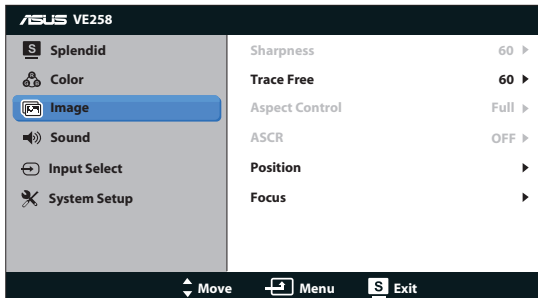 ASUS VE258
S Splendid
Color
Image
Sound
Input Select
System Setup
Sharpness 60
Trace Free 60
Aspect Control Full
ASCR OFF
Position
Focus
Move Menu S Exit